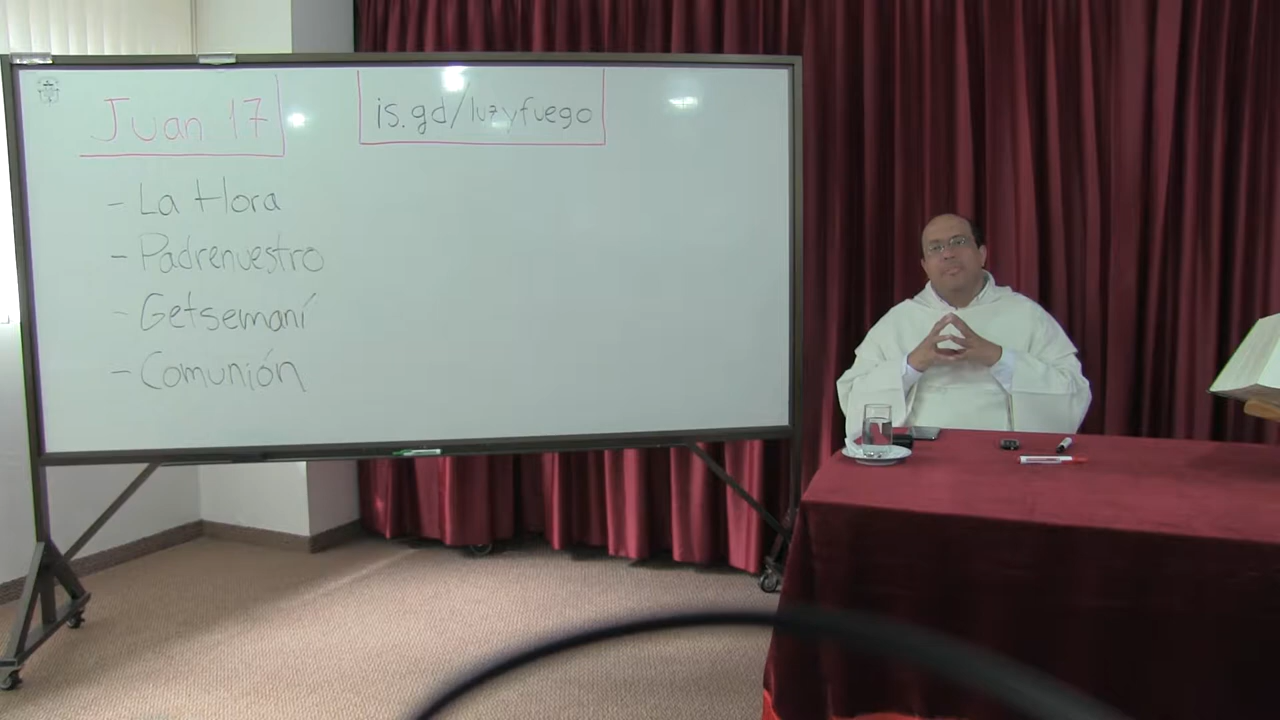 Juan 17
is.gd/luzyfuego
- La Hora
- Padrenuestro
- Getsemaní
- Comunión